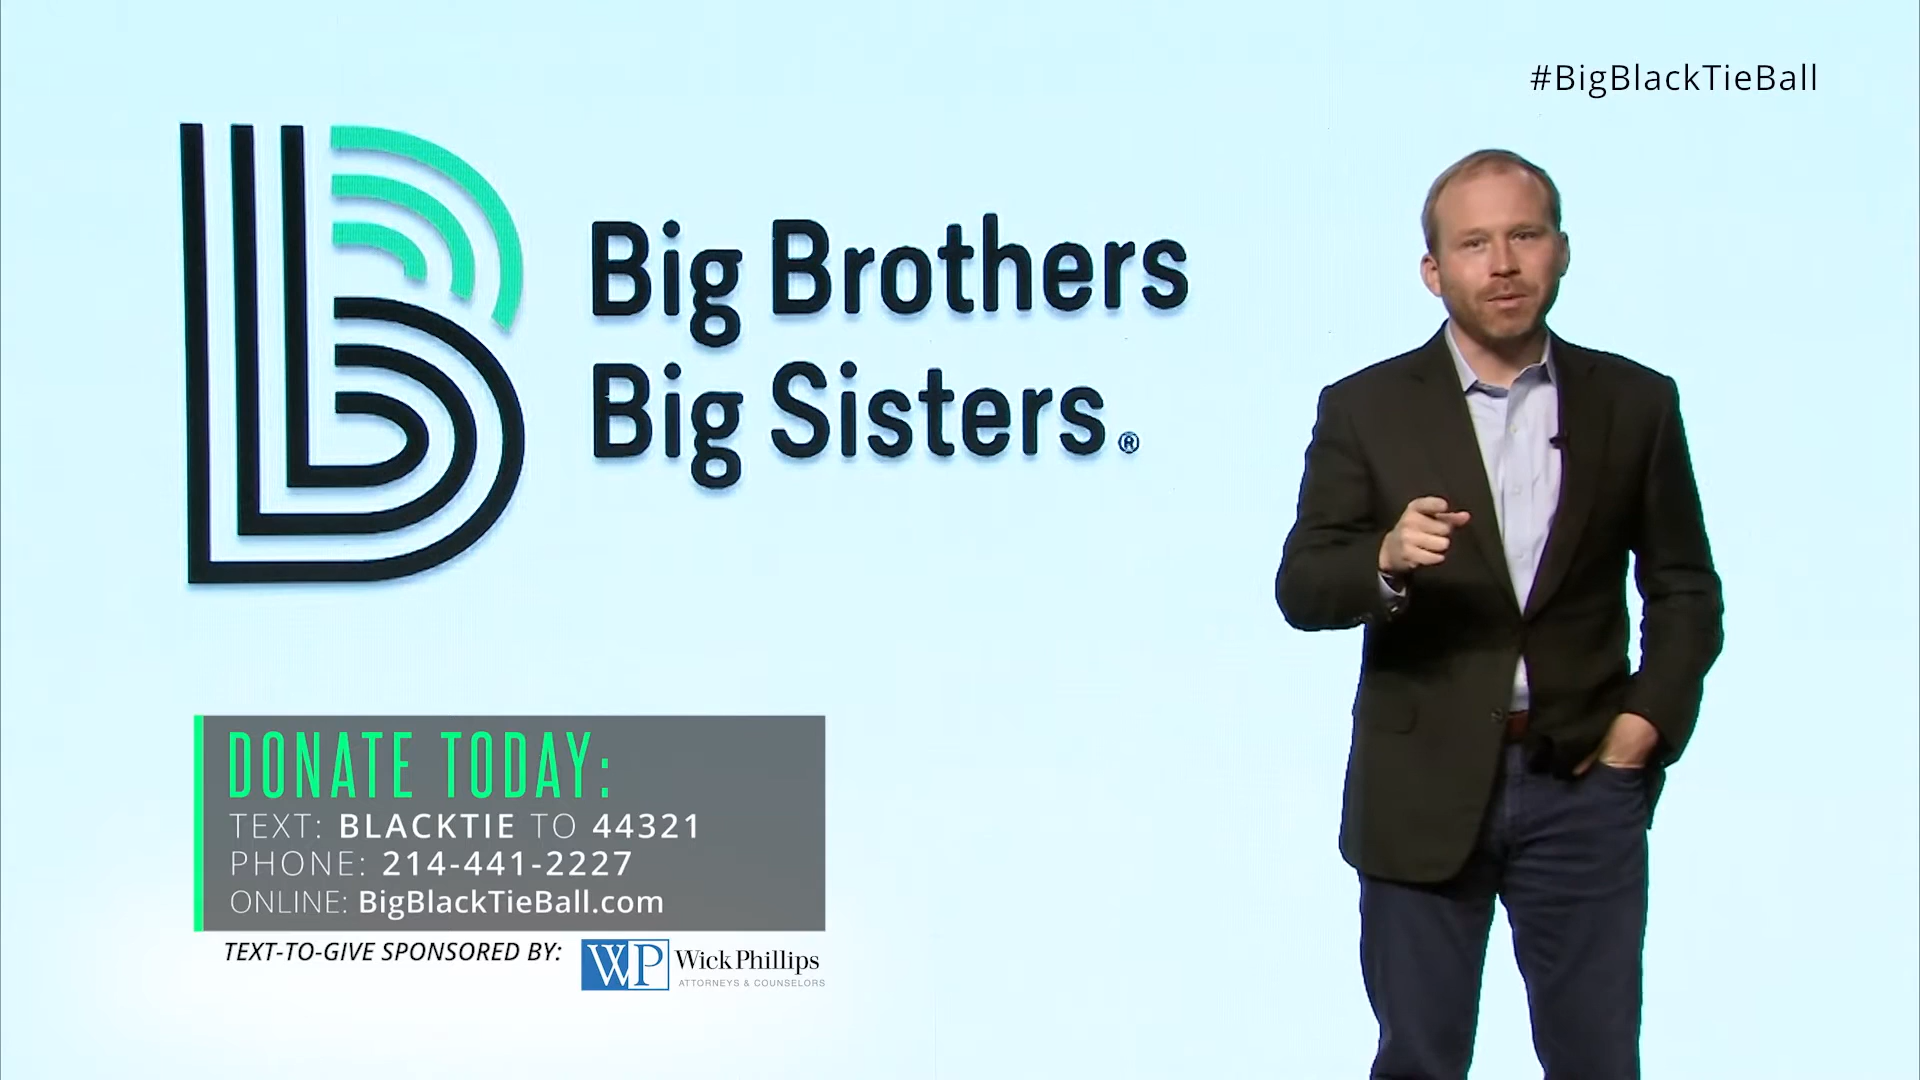 #BigBlackTieBall
Big Brothers
Big Sisters®
DONATE TODAY:
TEXT: BLACKTIE TO 44321
PHONE: 214-441-2227
ONLINE: BigBlackTieBall.com
TEXT-TO-GIVE SPONSORED BY:
WP Wick Phillips
ATTORNEYS & COUNSELORS